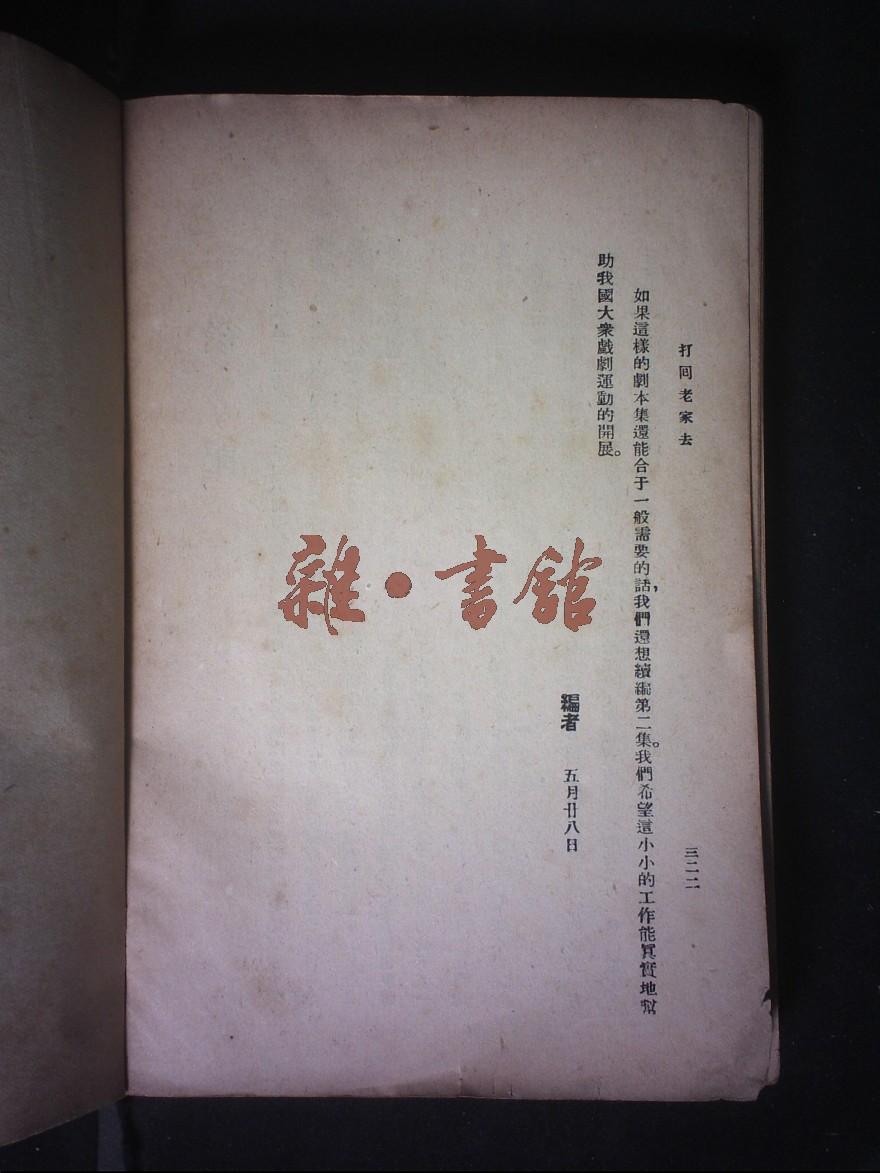 打回老家去
三二二
如果這樣的劇本集還能合于一般需要的話，我們還想續編第二集。我們希望這小小的工作能眞實地幫
助我國大衆戲劇運動的開展。
編者 五月廿八日
雜·書館